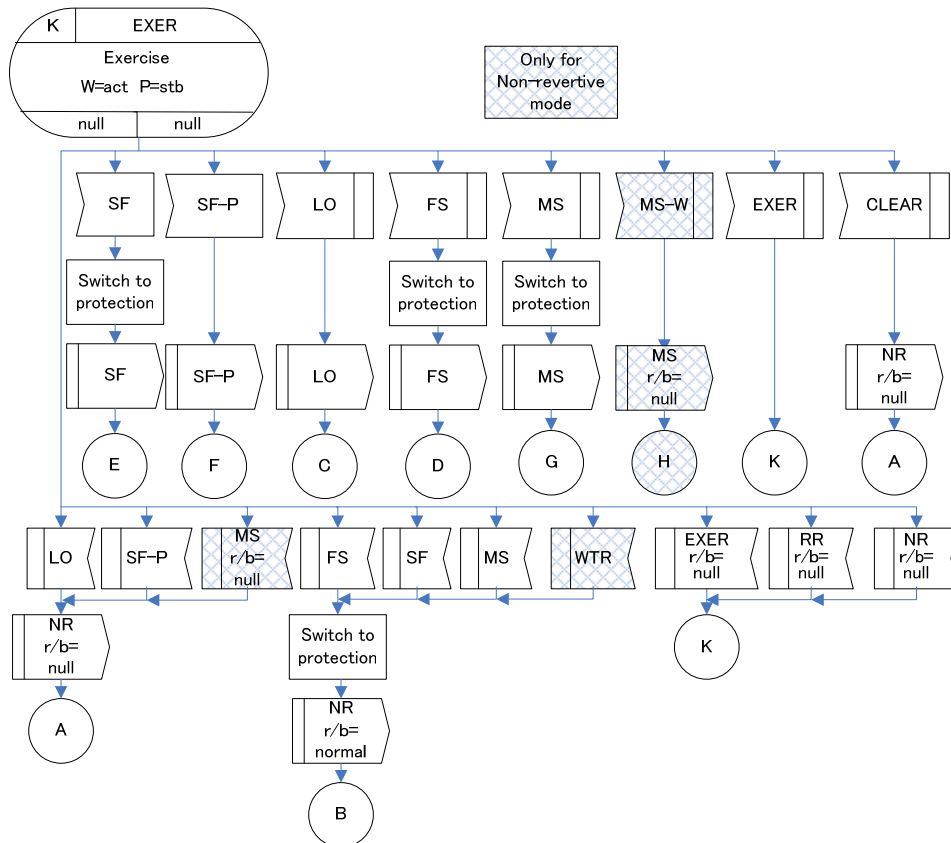 K EXER
Exercise
W=act P=stb
null null
Only for
Non-revertive
mode
SF SF-P LO FS MS MS-W EXER CLEAR
Switch to
protection
Switch to
protection
Switch to
protection
SF SF-P LO FS MS
MS
r/b=
null
NR
r/b=
null
E F C D G H K A
LO SF-P
MS
r/b=
null
FS SF MS WTR
EXER
r/b=
null
RR
r/b=
null
NR
r/b=
null
NR
r/b=
null
Switch to
protection
K
A
NR
r/b=
normal
B